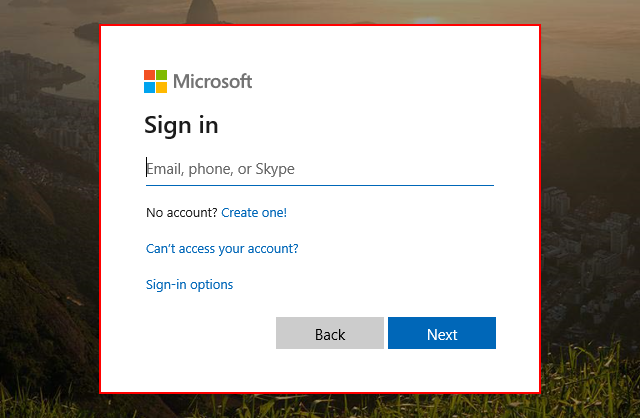 Microsoft
Sign in
Email, phone, or Skype
No account? Create one!
Can't access your account?
Sign-in options
Back
Next